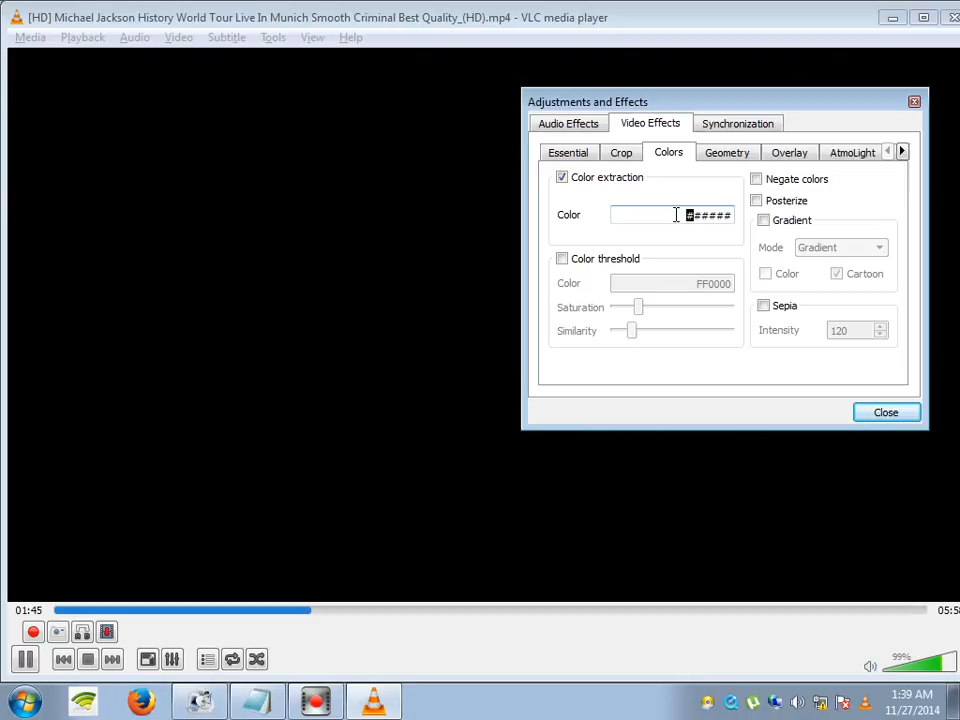 [HD] Michael Jackson History World Tour Live In Munich Smooth Criminal Best Quality_(HD).mp4 - VLC media player
Media Playback Audio Video Subtitle Tools View Help
Adjustments and Effects
Audio Effects Video Effects Synchronization
Essential Crop Colors Geometry Overlay AtmoLight
Color extraction
Color ######
Color threshold
Color FF0000
Saturation
Similarity
Negate colors
Posterize
Gradient
Mode Gradient
Color Cartoon
Sepia
Intensity 120
Close
01:45
05:58
99%
1:39 AM
11/27/2014